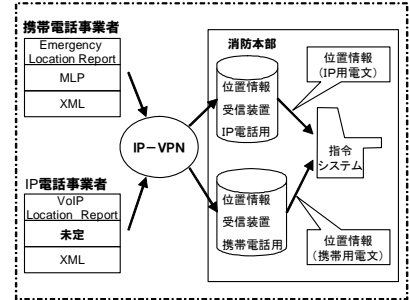 携帯電話事業者
Emergency
Location Report
MLP
XML
IP電話事業者
VoIP
Location Report
未定
XML
IP－VPN
消防本部
位置情報
受信装置
IP電話用
位置情報
受信装置
携帯電話用
位置情報
(IP用電文)
指令
システム
位置情報
(携帯用電文)